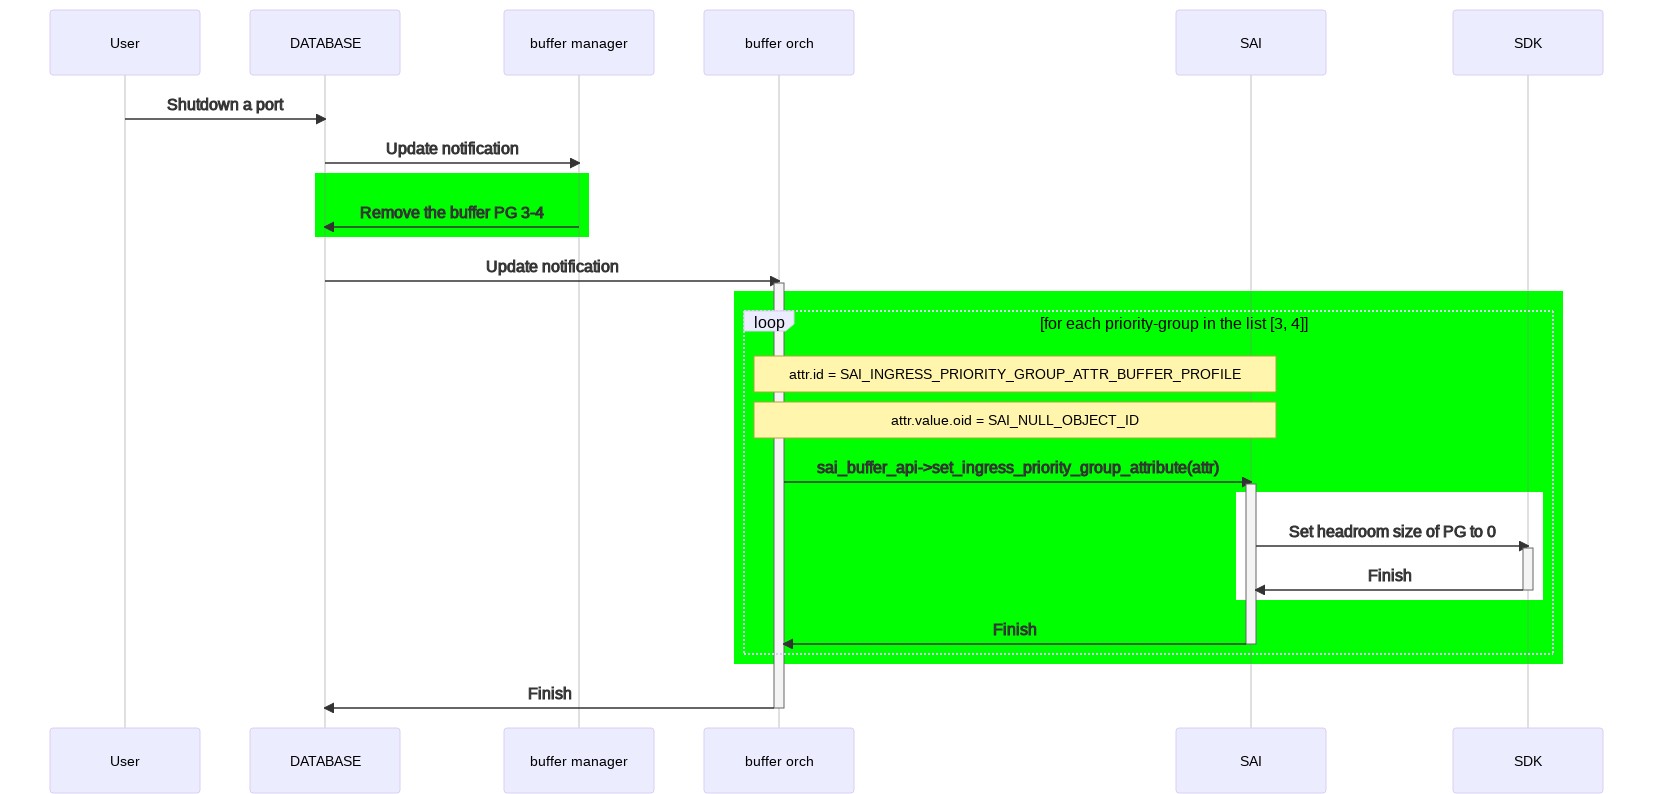 User
DATABASE
buffer manager
buffer orch
SAI
SDK
Shutdown a port
Update notification
Remove the buffer PG 3-4
Update notification
loop
[for each priority-group in the list [3, 4]]
attr.id = SAI_INGRESS_PRIORITY_GROUP_ATTR_BUFFER_PROFILE
attr.value.oid = SAI_NULL_OBJECT_ID
sai_buffer_api->set_ingress_priority_group_attribute(attr)
Set headroom size of PG to 0
Finish
Finish
Finish
User
DATABASE
buffer manager
buffer orch
SAI
SDK